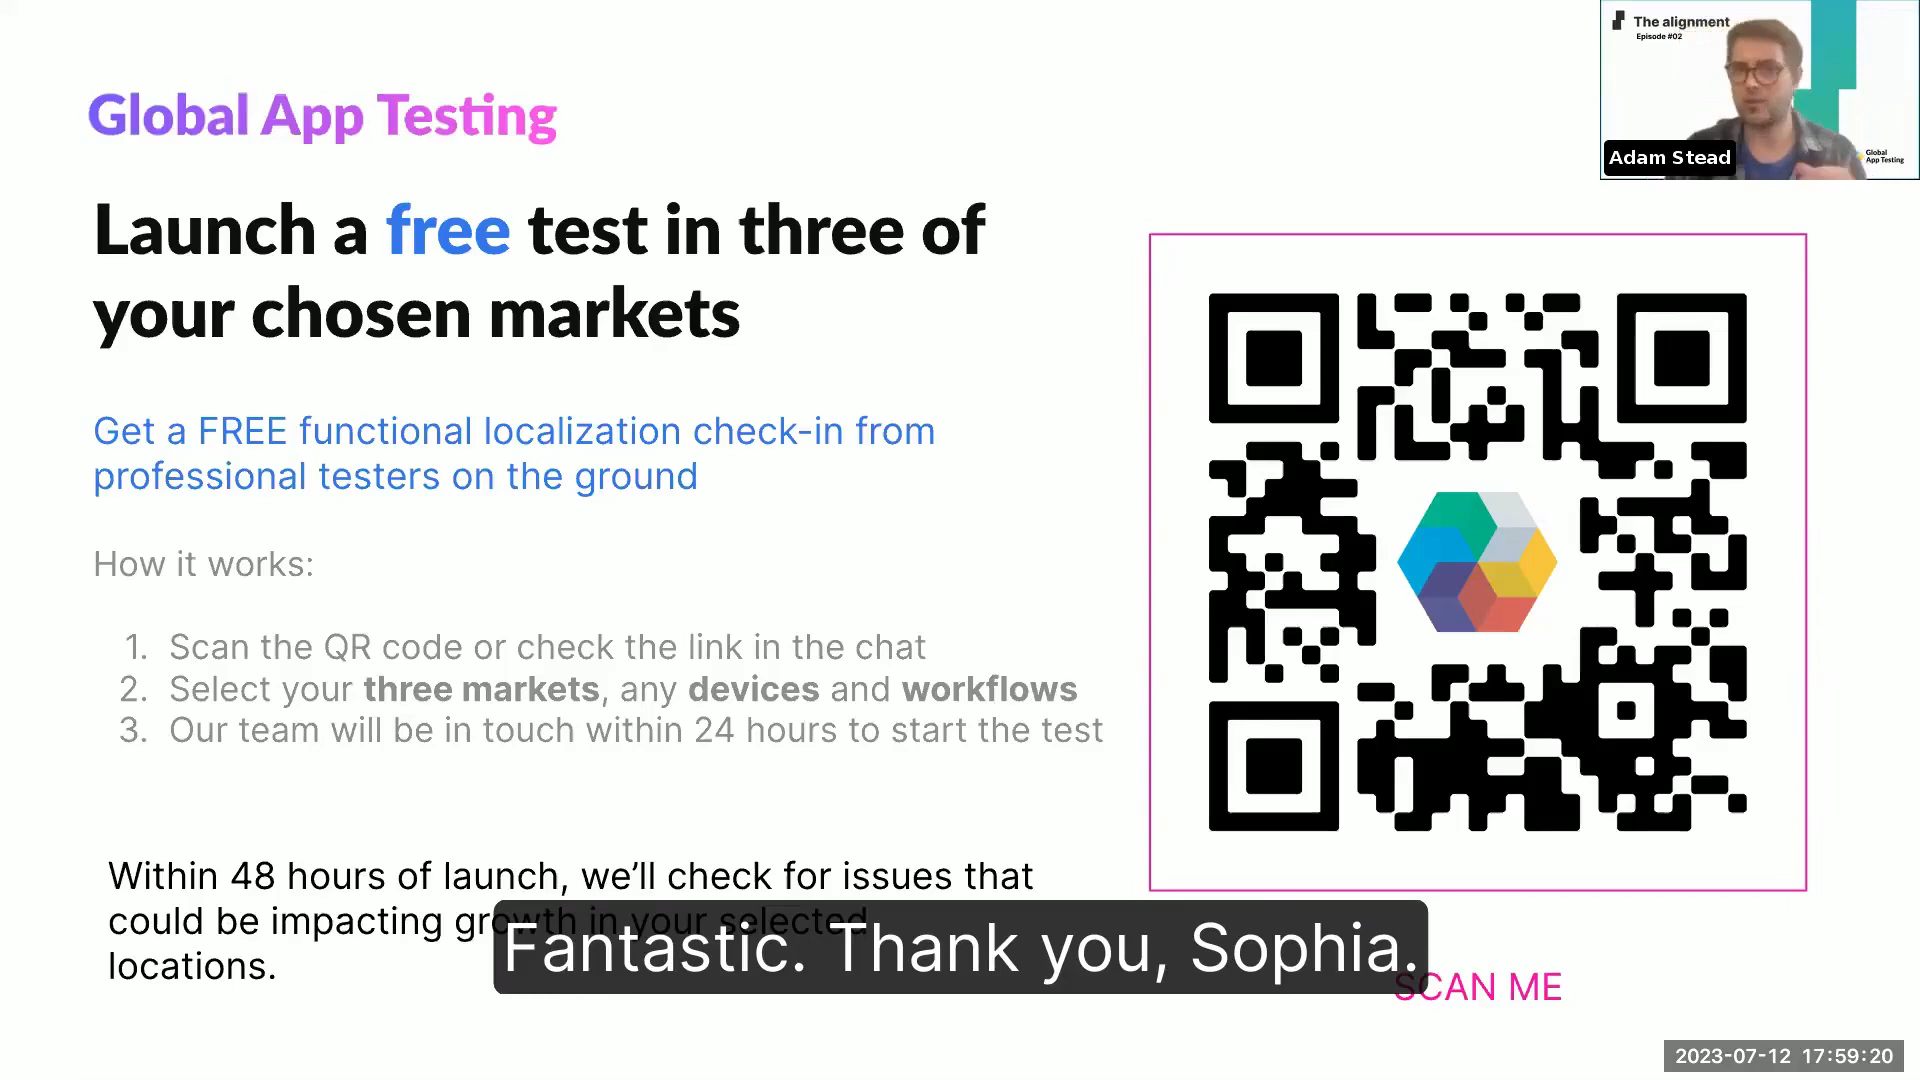 The alignment
Episode #02
Adam Stead
Global
App Testing
Global App Testing
Launch a free test in three of
your chosen markets
Get a FREE functional localization check-in from
professional testers on the ground
How it works:
1. Scan the QR code or check the link in the chat
2. Select your three markets, any devices and workflows
3. Our team will be in touch within 24 hours to start the test
Within 48 hours of launch, we'll check for issues that
could be impacting growth in your selected
locations.
Fantastic. Thank you, Sophia.
SCAN ME
2023-07-12 17:59:20